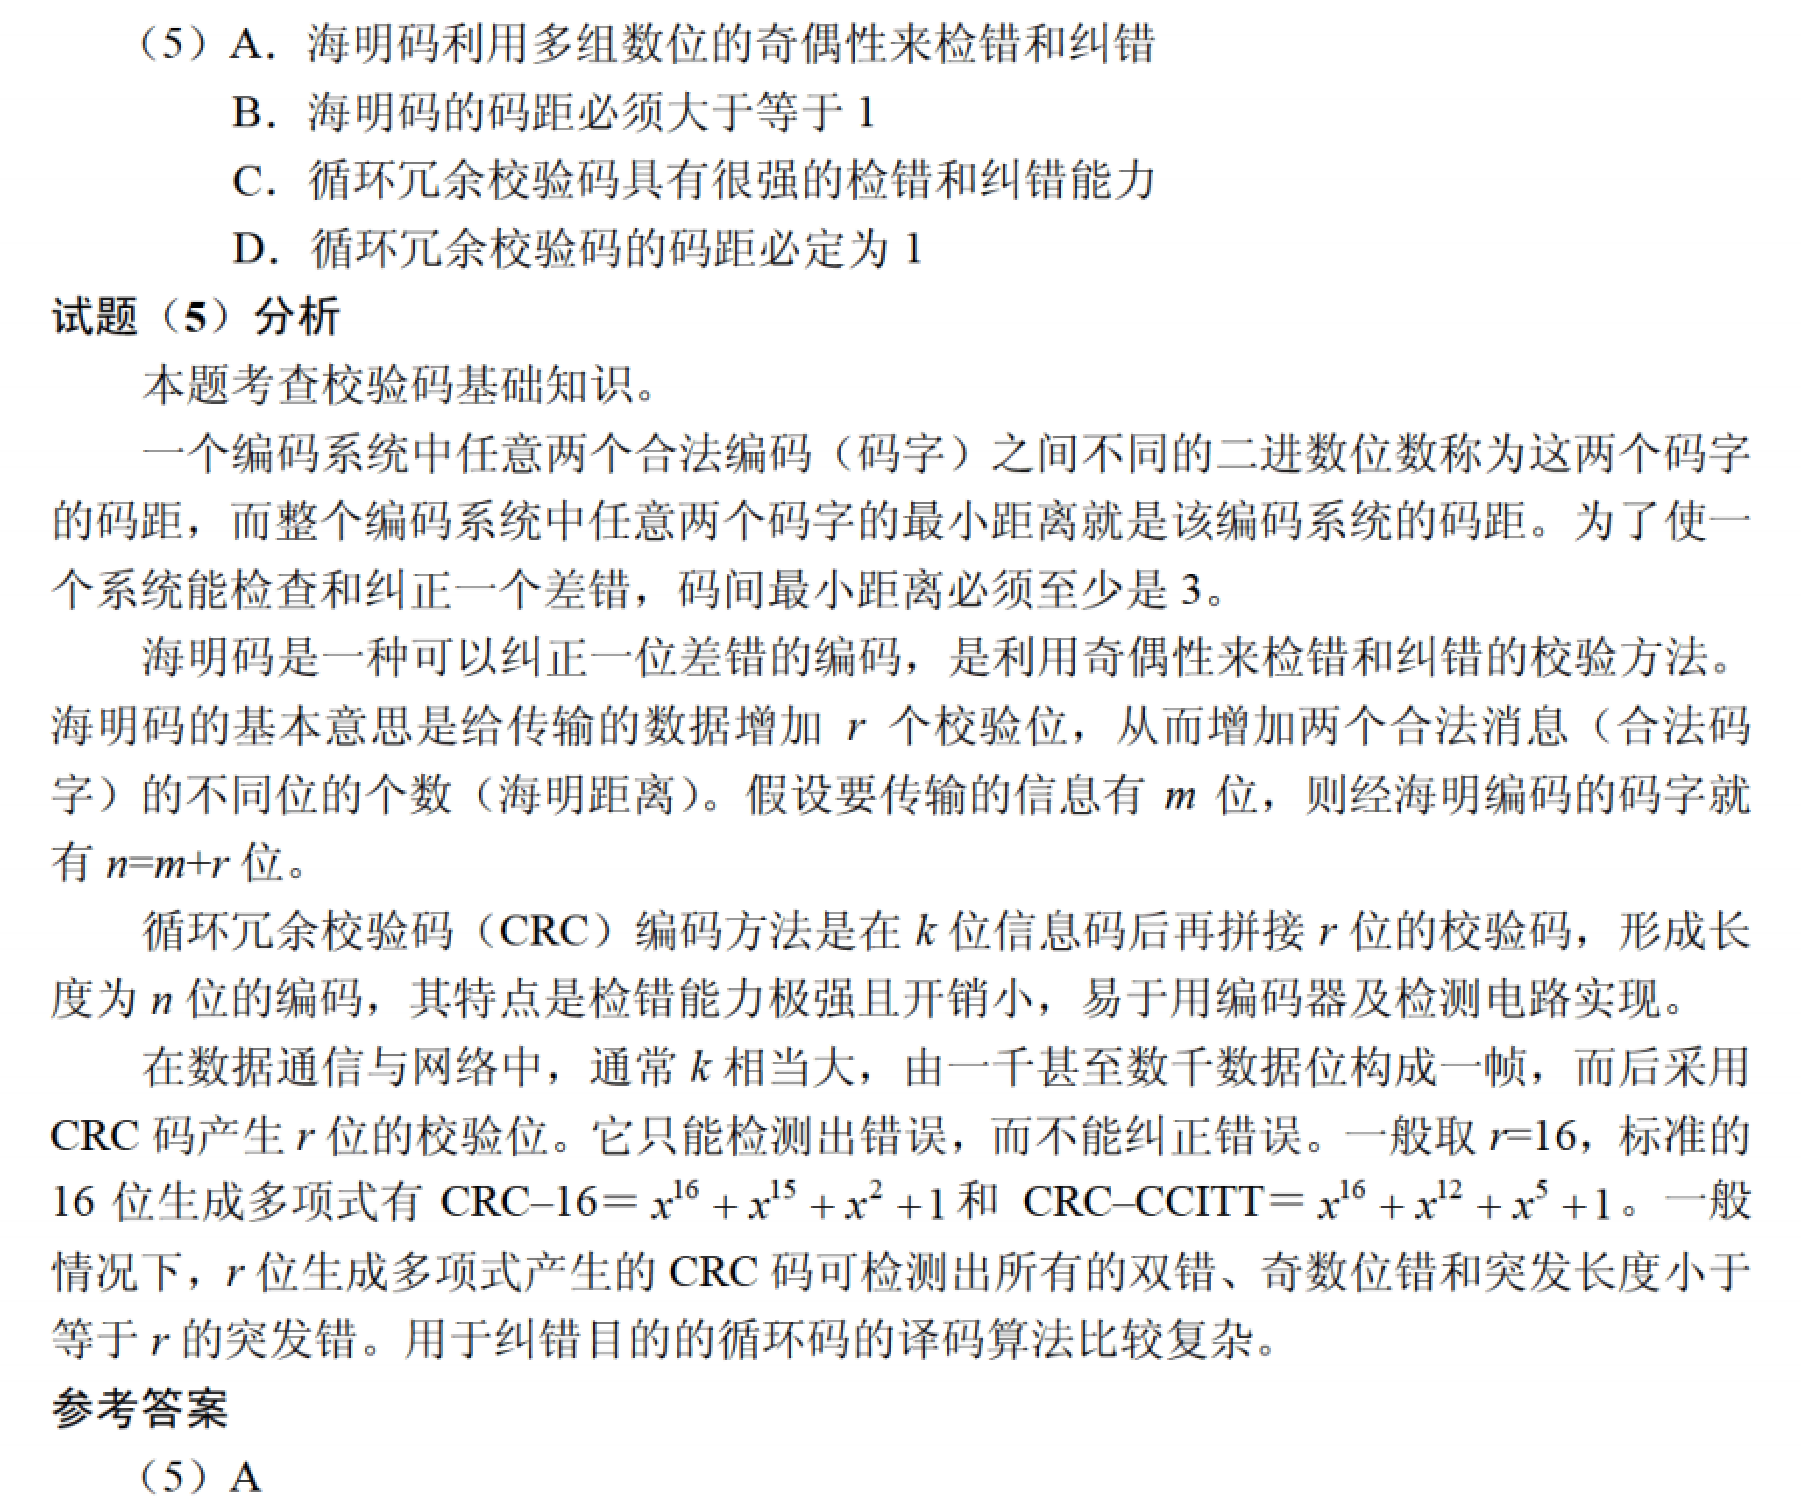 （5）A．海明码利用多组数位的奇偶性来检错和纠错
B．海明码的码距必须大于等于 1
C．循环冗余校验码具有很强的检错和纠错能力
D．循环冗余校验码的码距必定为 1
试题（5）分析
本题考查校验码基础知识。
一个编码系统中任意两个合法编码（码字）之间不同的二进数位数称为这两个码字
的码距，而整个编码系统中任意两个码字的最小距离就是该编码系统的码距。为了使一
个系统能检查和纠正一个差错，码间最小距离必须至少是 3。
海明码是一种可以纠正一位差错的编码，是利用奇偶性来检错和纠错的校验方法。
海明码的基本意思是给传输的数据增加 r 个校验位，从而增加两个合法消息（合法码
字）的不同位的个数（海明距离）。假设要传输的信息有 m 位，则经海明编码的码字就
有 n=m+r 位。
循环冗余校验码（CRC）编码方法是在 k 位信息码后再拼接 r 位的校验码，形成长
度为 n 位的编码，其特点是检错能力极强且开销小，易于用编码器及检测电路实现。
在数据通信与网络中，通常 k 相当大，由一千甚至数千数据位构成一帧，而后采用
CRC 码产生 r 位的校验位。它只能检测出错误，而不能纠正错误。一般取 r=16，标准的
16 位生成多项式有 CRC–16＝ x¹⁶ + x¹⁵ + x² +1 和 CRC–CCITT＝ x¹⁶ + x¹² + x⁵ +1。一般
情况下，r 位生成多项式产生的 CRC 码可检测出所有的双错、奇数位错和突发长度小于
等于 r 的突发错。用于纠错目的的循环码的译码算法比较复杂。
参考答案
（5）A